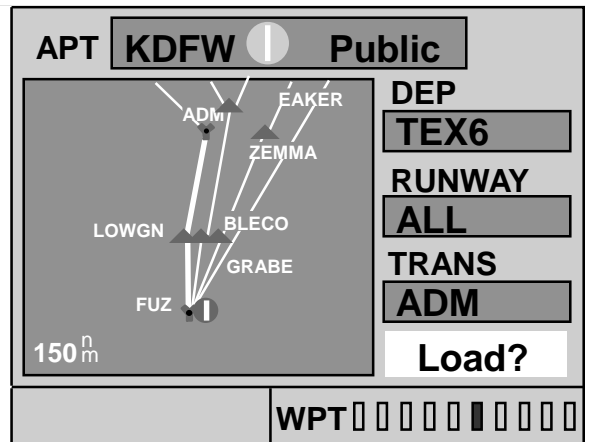 APT KDFW Public
DEP
TEX6
RUNWAY
ALL
TRANS
ADM
Load?
ADM
EAKER
ZEMMA
LOWGN
BLECO
GRABE
FUZ
150 nm
WPT